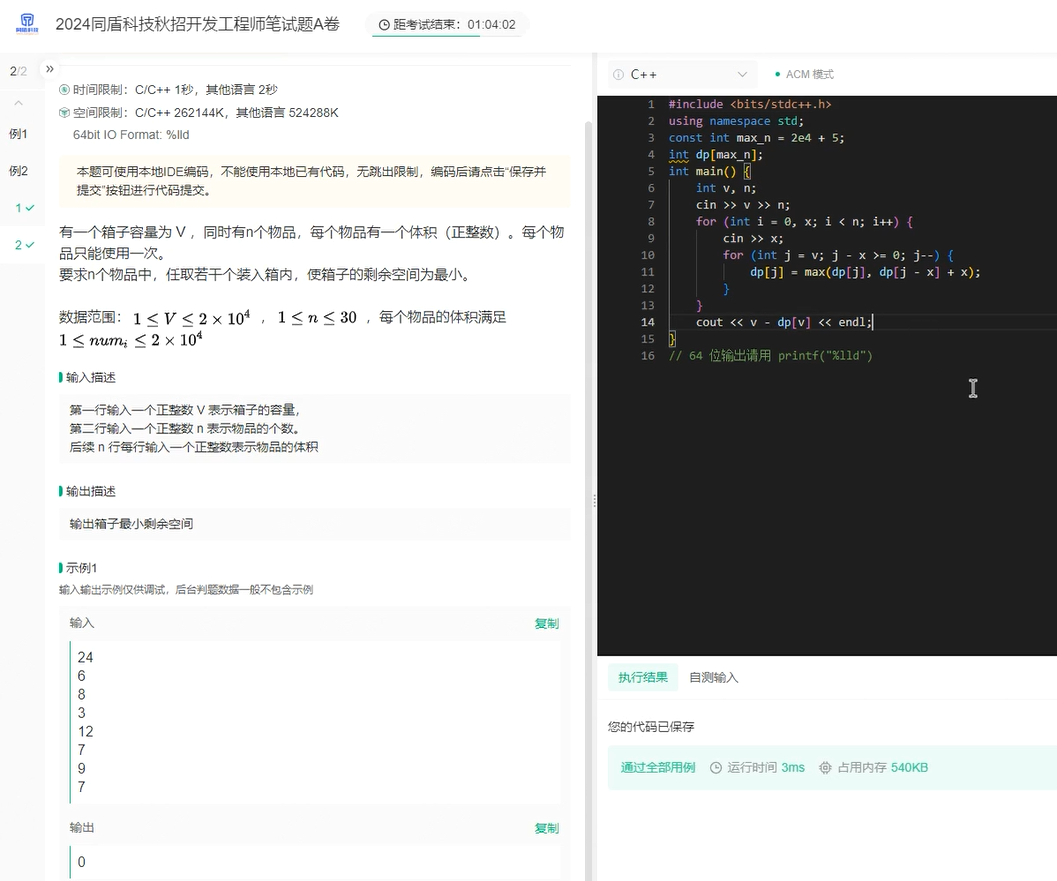 2024同盾科技秋招开发工程师笔试题A卷
距考试结束：01:04:02
2/2
例1
例2
1
2
时间限制：C/C++ 1秒，其他语言 2秒
空间限制：C/C++ 262144K，其他语言 524288K
64bit IO Format: %lld
本题可使用本地IDE编码，不能使用本地已有代码，无跳出限制，编码后请点击“保存并
提交”按钮进行代码提交。
有一个箱子容量为 V ，同时有n个物品，每个物品有一个体积（正整数）。每个物
品只能使用一次。
要求n个物品中，任取若干个装入箱内，使箱子的剩余空间为最小。
数据范围： 1 ≤ V ≤ 2 × 10⁴ ， 1 ≤ n ≤ 30 ，每个物品的体积满足
1 ≤ numᵢ ≤ 2 × 10⁴
输入描述
第一行输入一个正整数 V 表示箱子的容量，
第二行输入一个正整数 n 表示物品的个数。
后续 n 行每行输入一个正整数表示物品的体积
输出描述
输出箱子最小剩余空间
示例1
输入输出示例仅供调试，后台判题数据一般不包含示例
输入 复制
24
6
8
3
12
7
9
7
输出 复制
0
C++
ACM 模式
1 #include <bits/stdc++.h>
2 using namespace std;
3 const int max_n = 2e4 + 5;
4 int dp[max_n];
5 int main() {
6 int v, n;
7 cin >> v >> n;
8 for (int i = 0, x; i < n; i++) {
9 cin >> x;
10 for (int j = v; j - x >= 0; j--) {
11 dp[j] = max(dp[j], dp[j - x] + x);
12 }
13 }
14 cout << v - dp[v] << endl;
15 }
16 // 64 位输出请用 printf("%lld")
执行结果 自测输入
您的代码已保存
通过全部用例 运行时间 3ms 占用内存 540KB